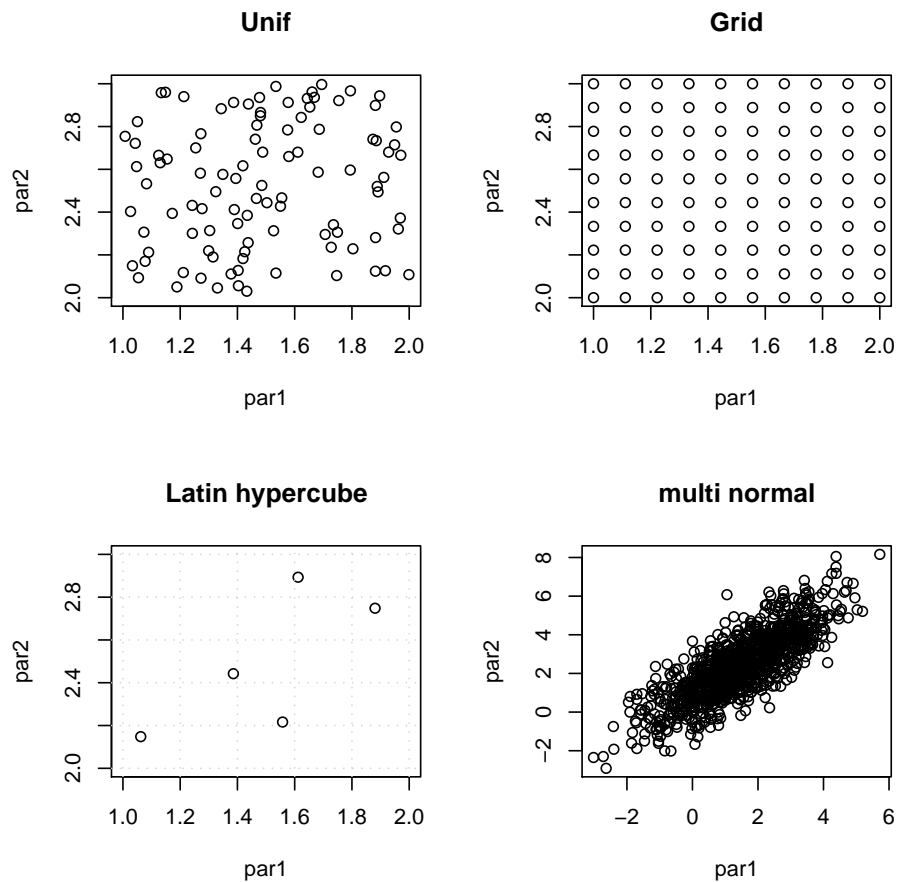 Unif
par2
2.0 2.4 2.8
1.0 1.2 1.4 1.6 1.8 2.0
par1
Grid
par2
2.0 2.4 2.8
1.0 1.2 1.4 1.6 1.8 2.0
par1
Latin hypercube
par2
2.0 2.4 2.8
1.0 1.2 1.4 1.6 1.8 2.0
par1
multi normal
par2
−2 0 2 4 6 8
−2 0 2 4 6
par1